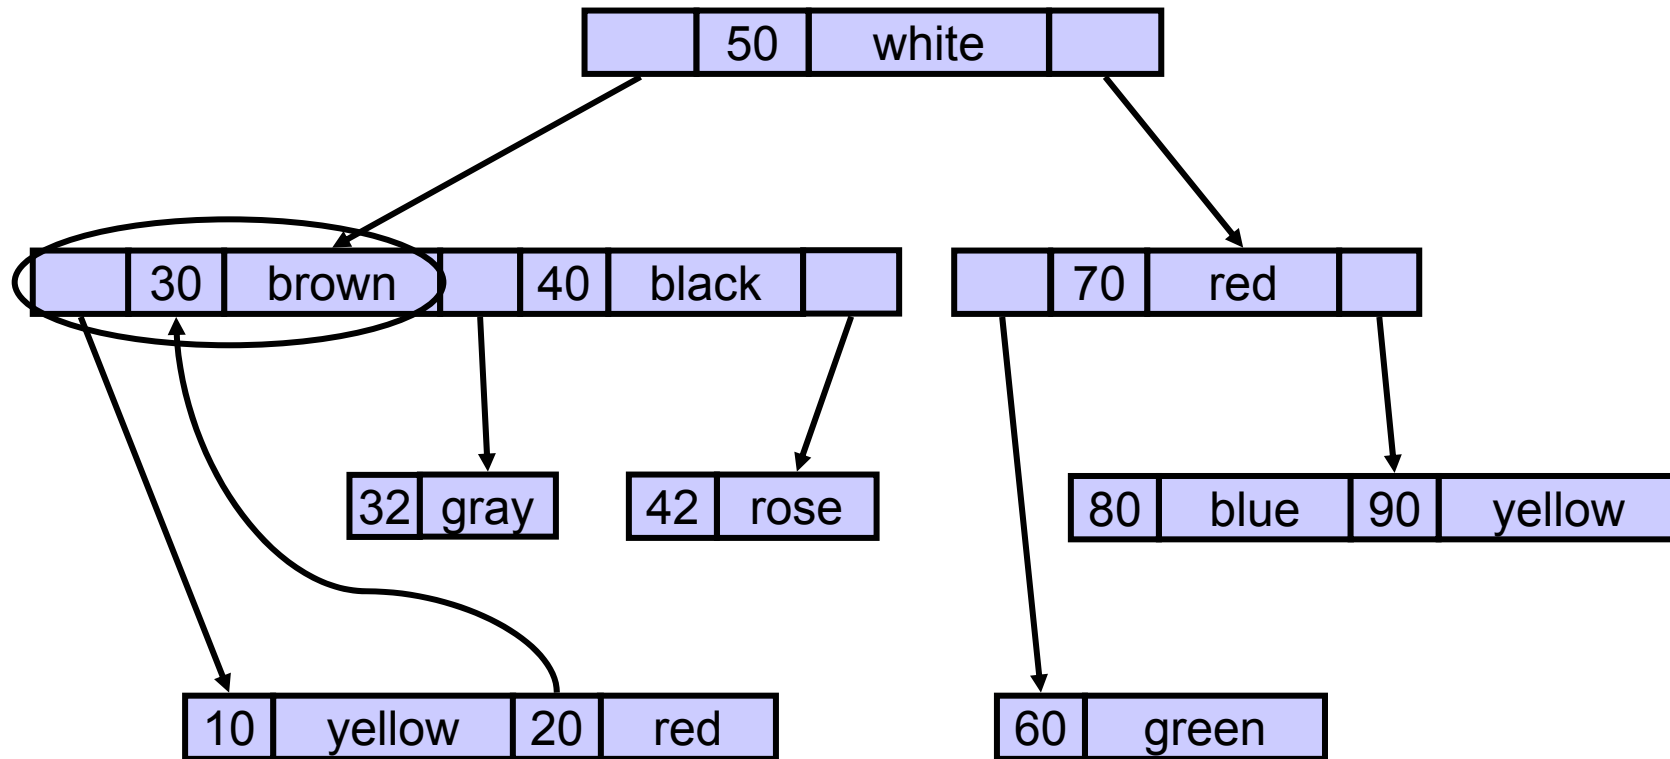 50 white
30 brown 40 black
70 red
32 gray
42 rose
80 blue 90 yellow
10 yellow 20 red
60 green